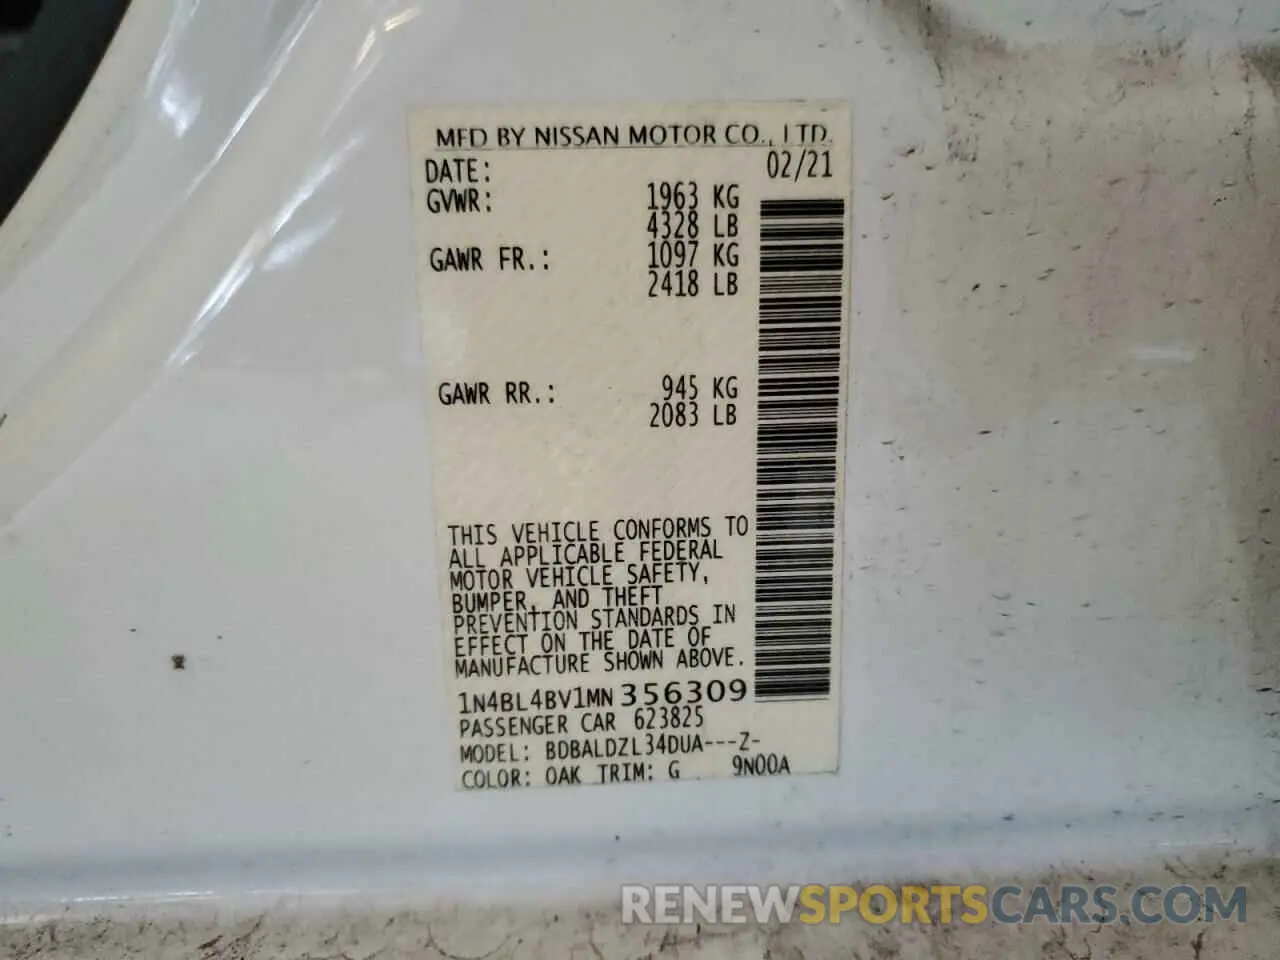 MFD BY NISSAN MOTOR CO., LTD.
DATE: 02/21
GVWR: 1963 KG
4328 LB
GAWR FR.: 1097 KG
2418 LB
GAWR RR.: 945 KG
2083 LB
THIS VEHICLE CONFORMS TO
ALL APPLICABLE FEDERAL
MOTOR VEHICLE SAFETY,
BUMPER, AND THEFT
PREVENTION STANDARDS IN
EFFECT ON THE DATE OF
MANUFACTURE SHOWN ABOVE.
1N4BL4BV1MN356309
PASSENGER CAR 623825
MODEL: BDBALDZL34DUA---Z-
COLOR: OAK TRIM: G 9N00A
RENEWSPORTSCARS.COM